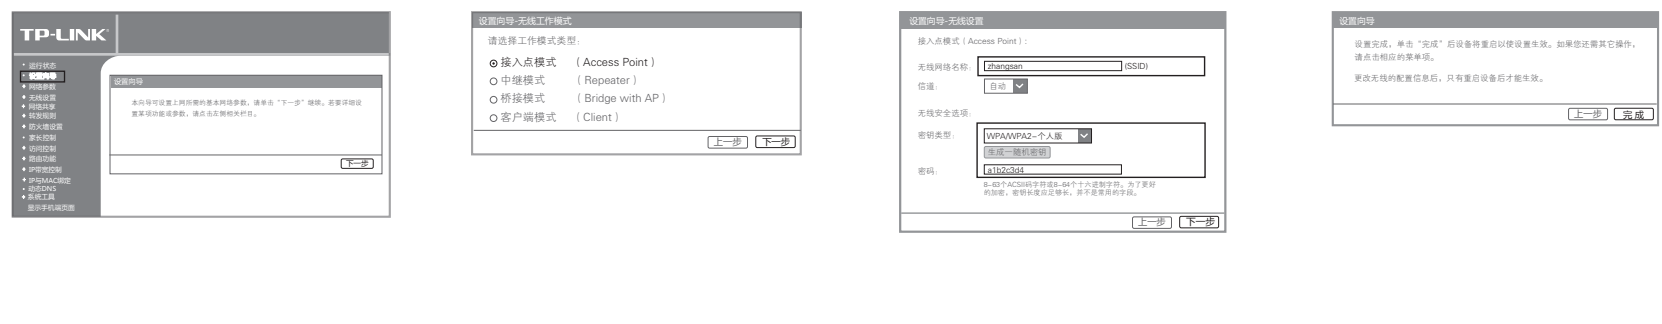 TP-LINK
• 运行状态
• 设置向导
♦ 网络参数
♦ 无线设置
♦ 网络共享
♦ 转发规则
♦ 防火墙设置
• 家长控制
♦ 访问控制
♦ 路由功能
♦ IP带宽控制
♦ IP与MAC绑定
• 动态DNS
♦ 系统工具
显示手机端页面
设置向导
本向导可设置上网所需的基本网络参数，请单击“下一步”继续。若要详细设
置某项功能或参数，请点击左侧相关栏目。
下一步
设置向导-无线工作模式
请选择工作模式类型：
接入点模式 （Access Point）
中继模式 （Repeater）
桥接模式 （Bridge with AP）
客户端模式 （Client）
上一步 下一步
设置向导-无线设置
接入点模式（Access Point）：
无线网络名称： zhangsan (SSID)
信道： 自动
无线安全选项：
密钥类型： WPA/WPA2-个人版
生成一随机密钥
密码： a1b2c3d4
8-63个ACSII码字符或8-64个十六进制字符。为了更好
的加密，密钥长度应足够长，并不是常用的字段。
上一步 下一步
设置向导
设置完成，单击“完成”后设备将重启以使设置生效。如果您还需其它操作，
请点击相应的菜单项。
更改无线的配置信息后，只有重启设备后才能生效。
上一步 完成